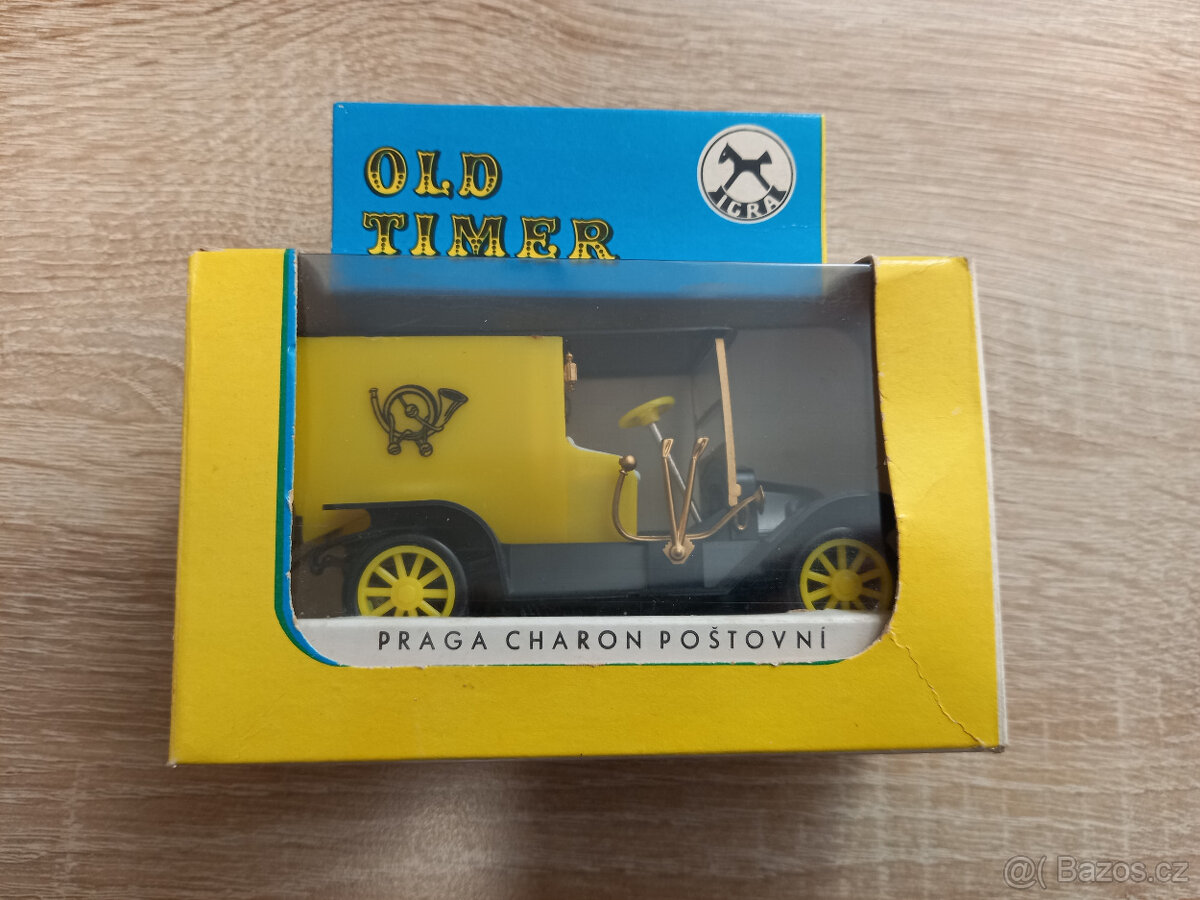 OLD
TIMER
IGRA
PRAGA CHARON POŠTOVNÍ
@( Bazos.cz